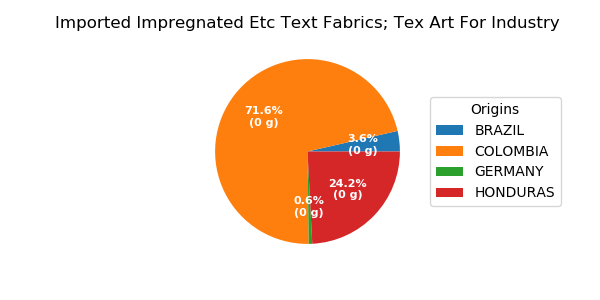 Imported Impregnated Etc Text Fabrics; Tex Art For Industry
71.6%
(0 g)
3.6%
(0 g)
24.2%
(0 g)
0.6%
(0 g)
Origins
BRAZIL
COLOMBIA
GERMANY
HONDURAS